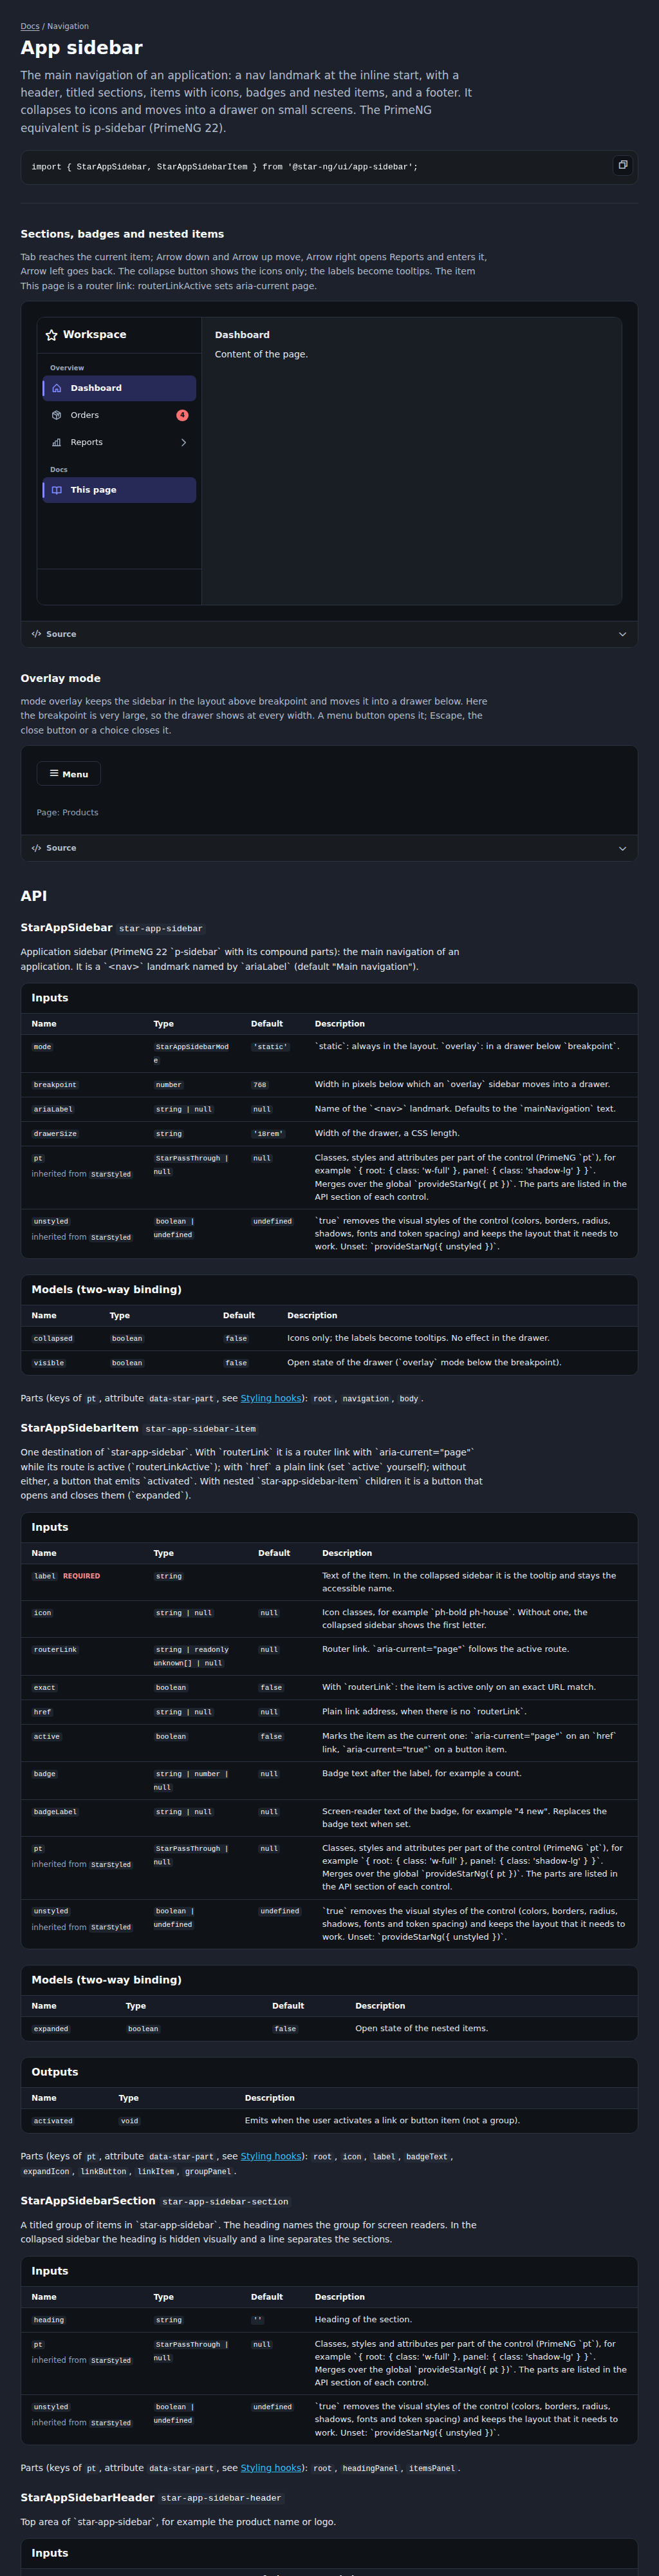 Docs / Navigation
App sidebar
The main navigation of an application: a nav landmark at the inline start, with a
header, titled sections, items with icons, badges and nested items, and a footer. It
collapses to icons and moves into a drawer on small screens. The PrimeNG
equivalent is p-sidebar (PrimeNG 22).
import { StarAppSidebar, StarAppSidebarItem } from '@star-ng/ui/app-sidebar';
Sections, badges and nested items
Tab reaches the current item; Arrow down and Arrow up move, Arrow right opens Reports and enters it,
Arrow left goes back. The collapse button shows the icons only; the labels become tooltips. The item
This page is a router link: routerLinkActive sets aria-current page.
Workspace
Overview
Dashboard
Orders 4
Reports
Docs
This page
Dashboard
Content of the page.
Source
Overlay mode
mode overlay keeps the sidebar in the layout above breakpoint and moves it into a drawer below. Here
the breakpoint is very large, so the drawer shows at every width. A menu button opens it; Escape, the
close button or a choice closes it.
Menu
Page: Products
Source
API
StarAppSidebar star-app-sidebar
Application sidebar (PrimeNG 22 `p-sidebar` with its compound parts): the main navigation of an
application. It is a `<nav>` landmark named by `ariaLabel` (default "Main navigation").
Inputs
Name Type Default Description
mode StarAppSidebarMod 'static' `static`: always in the layout. `overlay`: in a drawer below `breakpoint`.
e
breakpoint number 768 Width in pixels below which an `overlay` sidebar moves into a drawer.
ariaLabel string | null null Name of the `<nav>` landmark. Defaults to the `mainNavigation` text.
drawerSize string '18rem' Width of the drawer, a CSS length.
pt StarPassThrough | null Classes, styles and attributes per part of the control (PrimeNG `pt`), for
inherited from StarStyled null example `{ root: { class: 'w-full' }, panel: { class: 'shadow-lg' } }`.
Merges over the global `provideStarNg({ pt })`. The parts are listed in the
API section of each control.
unstyled boolean | undefined `true` removes the visual styles of the control (colors, borders, radius,
inherited from StarStyled undefined shadows, fonts and token spacing) and keeps the layout that it needs to
work. Unset: `provideStarNg({ unstyled })`.
Models (two-way binding)
Name Type Default Description
collapsed boolean false Icons only; the labels become tooltips. No effect in the drawer.
visible boolean false Open state of the drawer (`overlay` mode below the breakpoint).
Parts (keys of pt, attribute data-star-part, see Styling hooks): root, navigation, body.
StarAppSidebarItem star-app-sidebar-item
One destination of `star-app-sidebar`. With `routerLink` it is a router link with `aria-current="page"`
while its route is active (`routerLinkActive`); with `href` a plain link (set `active` yourself); without
either, a button that emits `activated`. With nested `star-app-sidebar-item` children it is a button that
opens and closes them (`expanded`).
Inputs
Name Type Default Description
label REQUIRED string Text of the item. In the collapsed sidebar it is the tooltip and stays the
accessible name.
icon string | null null Icon classes, for example `ph-bold ph-house`. Without one, the
collapsed sidebar shows the first letter.
routerLink string | readonly null Router link. `aria-current="page"` follows the active route.
unknown[] | null
exact boolean false With `routerLink`: the item is active only on an exact URL match.
href string | null null Plain link address, when there is no `routerLink`.
active boolean false Marks the item as the current one: `aria-current="page"` on an `href`
link, `aria-current="true"` on a button item.
badge string | number | null Badge text after the label, for example a count.
null
badgeLabel string | null null Screen-reader text of the badge, for example "4 new". Replaces the
badge text when set.
pt StarPassThrough | null Classes, styles and attributes per part of the control (PrimeNG `pt`), for
inherited from StarStyled null example `{ root: { class: 'w-full' }, panel: { class: 'shadow-lg' } }`.
Merges over the global `provideStarNg({ pt })`. The parts are listed in
the API section of each control.
unstyled boolean | undefined `true` removes the visual styles of the control (colors, borders, radius,
inherited from StarStyled undefined shadows, fonts and token spacing) and keeps the layout that it needs to
work. Unset: `provideStarNg({ unstyled })`.
Models (two-way binding)
Name Type Default Description
expanded boolean false Open state of the nested items.
Outputs
Name Type Description
activated void Emits when the user activates a link or button item (not a group).
Parts (keys of pt, attribute data-star-part, see Styling hooks): root, icon, label, badgeText,
expandIcon, linkButton, linkItem, groupPanel.
StarAppSidebarSection star-app-sidebar-section
A titled group of items in `star-app-sidebar`. The heading names the group for screen readers. In the
collapsed sidebar the heading is hidden visually and a line separates the sections.
Inputs
Name Type Default Description
heading string '' Heading of the section.
pt StarPassThrough | null Classes, styles and attributes per part of the control (PrimeNG `pt`), for
inherited from StarStyled null example `{ root: { class: 'w-full' }, panel: { class: 'shadow-lg' } }`.
Merges over the global `provideStarNg({ pt })`. The parts are listed in the
API section of each control.
unstyled boolean | undefined `true` removes the visual styles of the control (colors, borders, radius,
inherited from StarStyled undefined shadows, fonts and token spacing) and keeps the layout that it needs to
work. Unset: `provideStarNg({ unstyled })`.
Parts (keys of pt, attribute data-star-part, see Styling hooks): root, headingPanel, itemsPanel.
StarAppSidebarHeader star-app-sidebar-header
Top area of `star-app-sidebar`, for example the product name or logo.
Inputs